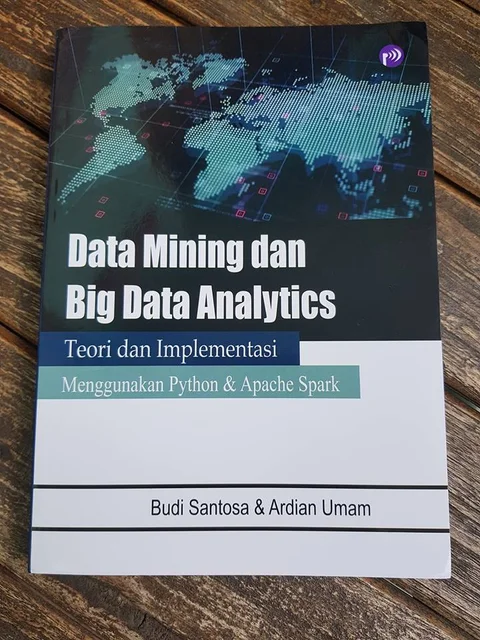 Data Mining dan
Big Data Analytics
Teori dan Implementasi
Menggunakan Python & Apache Spark
Budi Santosa & Ardian Umam